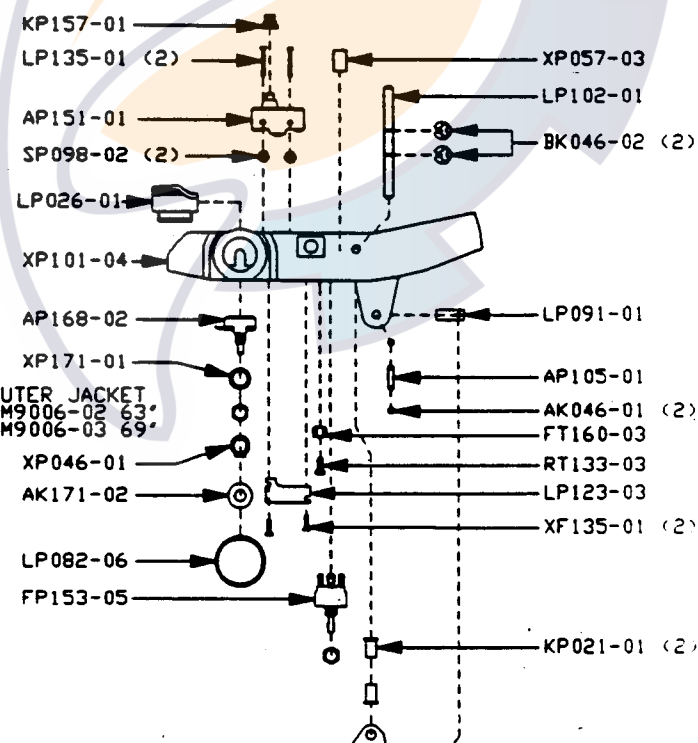 KP157-01
LP135-01 (2)
AP151-01
SP098-02 (2)
LP026-01
XP101-04
AP168-02
XP171-01
UTER JACKET
M9006-02 63"
M9006-03 69"
XP046-01
AK171-02
LP082-06
FP153-05
XP057-03
LP102-01
BK046-02 (2)
LP091-01
AP105-01
AK046-01 (2)
FT160-03
RT133-03
LP123-03
XF135-01 (2)
KP021-01 (2)